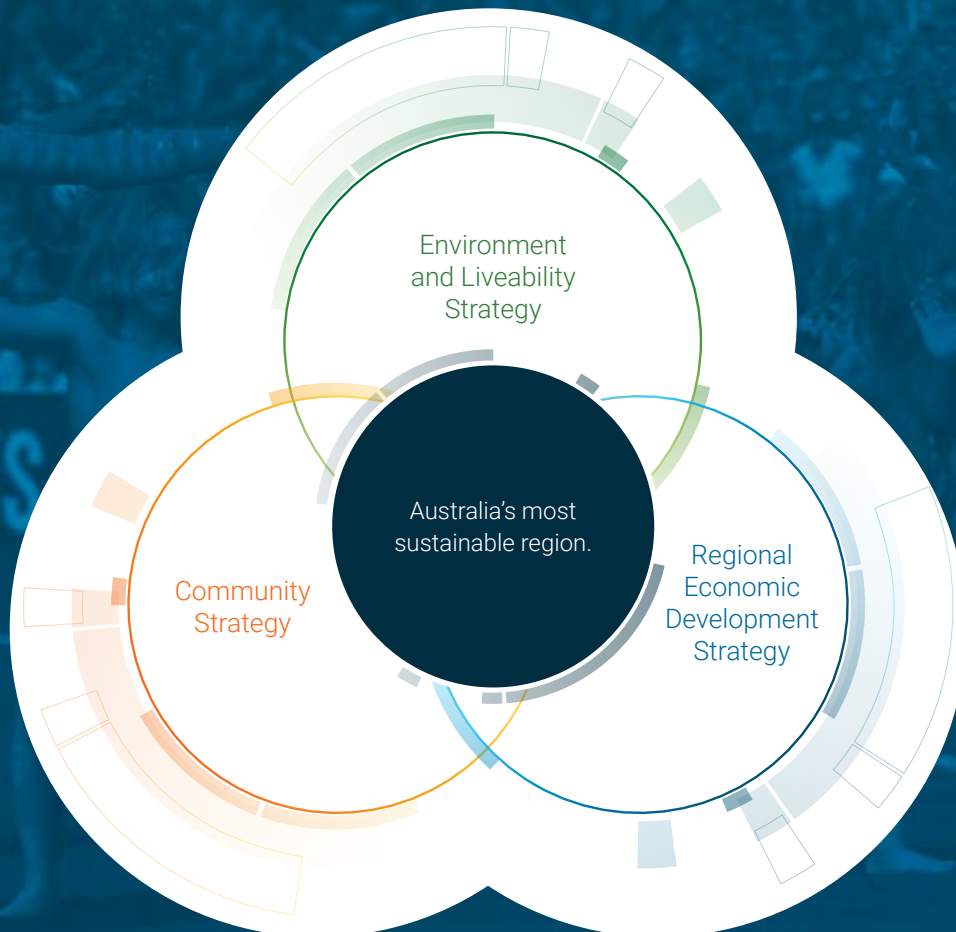 Environment
and Liveability
Strategy
Australia's most
sustainable region.
Community
Strategy
Regional
Economic
Development
Strategy